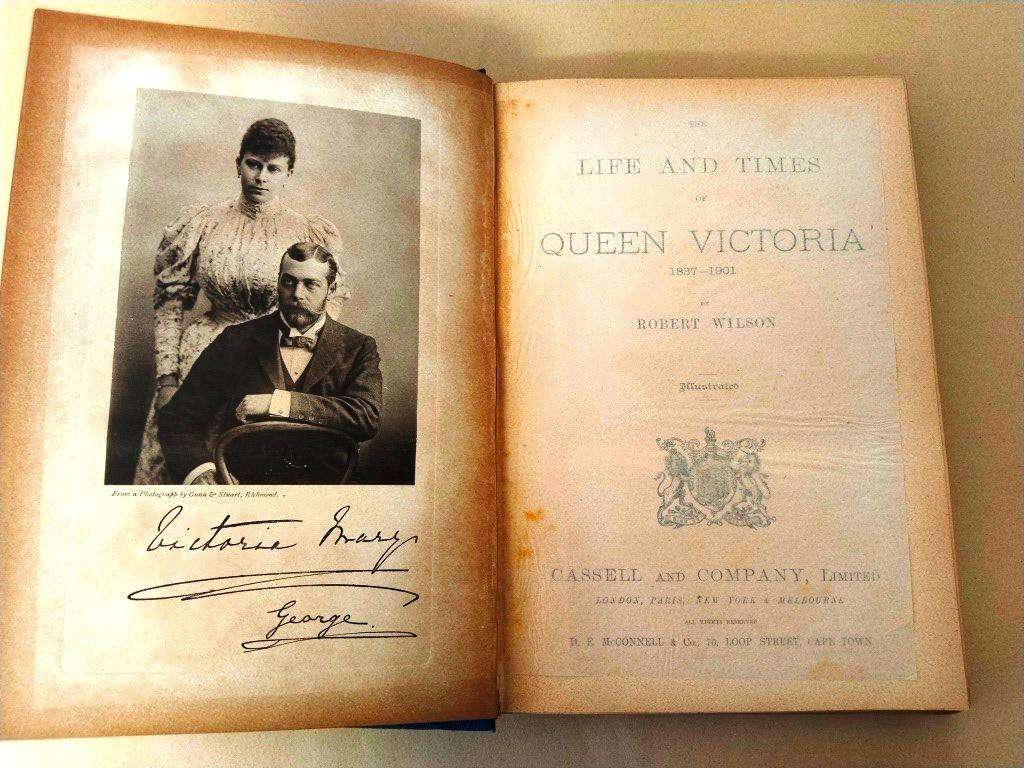 From a Photograph by Gunn & Stuart, Richmond.
Victoria Mary
George.
THE
LIFE AND TIMES
OF
QUEEN VICTORIA
1837–1901
BY
ROBERT WILSON
Illustrated
CASSELL AND COMPANY, LIMITED
LONDON, PARIS, NEW YORK & MELBOURNE
ALL RIGHTS RESERVED
D. E. McCONNELL & Co., 70, LOOP STREET, CAPE TOWN